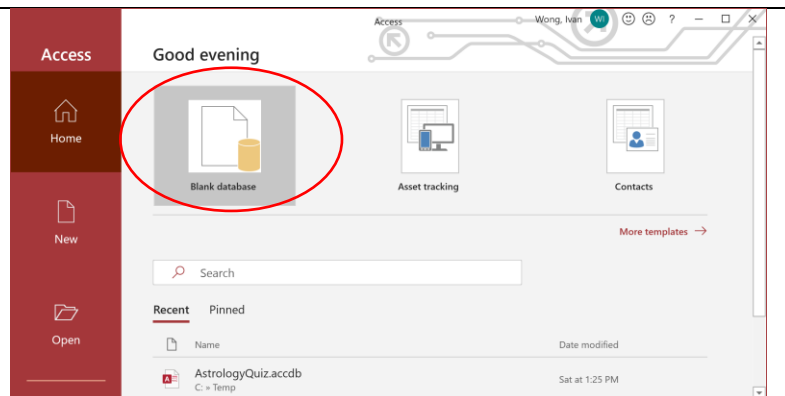 Access
Wong, Ivan WI ?
Access
Good evening
Home
Blank database
Asset tracking
Contacts
New
More templates
Search
Recent Pinned
Open
Name Date modified
AstrologyQuiz.accdb
C: » Temp
Sat at 1:25 PM